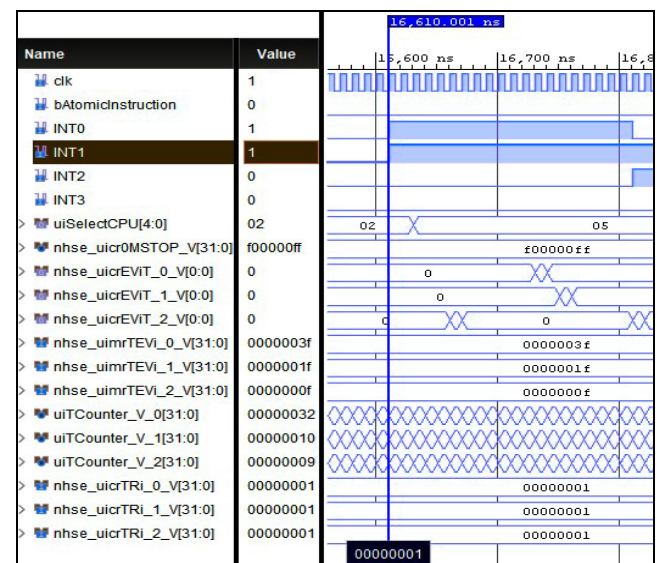 16,610.001 ns
Name Value 15,600 ns 16,700 ns 16,8
clk 1
bAtomicInstruction 0
INT0 1
INT1 1
INT2 0
INT3 0
uiSelectCPU[4:0] 02 02 05
nhse_uicr0MSTOP_V[31:0] f00000ff f00000ff
nhse_uicrEViT_0_V[0:0] 0 0
nhse_uicrEViT_1_V[0:0] 0 0
nhse_uicrEViT_2_V[0:0] 0 0 0
nhse_uimrTEVi_0_V[31:0] 0000003f 0000003f
nhse_uimrTEVi_1_V[31:0] 0000001f 0000001f
nhse_uimrTEVi_2_V[31:0] 0000000f 0000000f
uiTCounter_V_0[31:0] 00000032
uiTCounter_V_1[31:0] 00000010
uiTCounter_V_2[31:0] 00000009
nhse_uicrTRi_0_V[31:0] 00000001 00000001
nhse_uicrTRi_1_V[31:0] 00000001 00000001
nhse_uicrTRi_2_V[31:0] 00000001 00000001
00000001